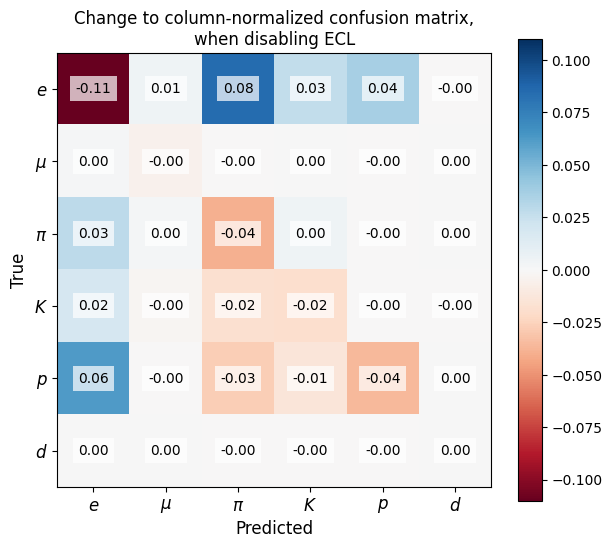 Change to column-normalized confusion matrix,
when disabling ECL
e -0.11 0.01 0.08 0.03 0.04 -0.00
μ 0.00 -0.00 -0.00 0.00 -0.00 0.00
π 0.03 0.00 -0.04 0.00 -0.00 0.00
K 0.02 -0.00 -0.02 -0.02 -0.00 -0.00
p 0.06 -0.00 -0.03 -0.01 -0.04 0.00
d 0.00 0.00 -0.00 -0.00 -0.00 0.00
e μ π K p d
Predicted
True
0.100
0.075
0.050
0.025
0.000
−0.025
−0.050
−0.075
−0.100